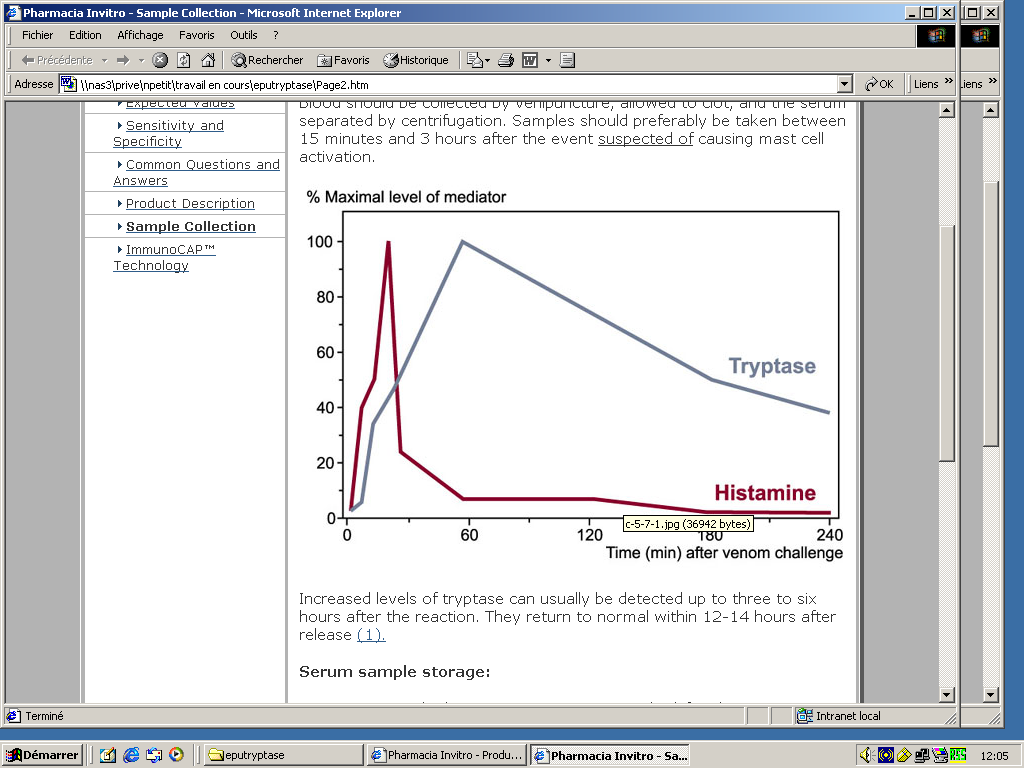 Pharmacia Invitro - Sample Collection - Microsoft Internet Explorer
Fichier Edition Affichage Favoris Outils ?
Précédente Rechercher Favoris Historique
Adresse \\nas3\prive\npetit\travail en cours\eputryptase\Page2.htm OK Liens » iens »
Expected Values
Sensitivity and
Specificity
Common Questions and
Answers
Product Description
Sample Collection
ImmunoCAP™
Technology
Blood should be collected by venipuncture, allowed to clot, and the serum
separated by centrifugation. Samples should preferably be taken between
15 minutes and 3 hours after the event suspected of causing mast cell
activation.
% Maximal level of mediator
100
80
60
40
20
0
Tryptase
Histamine
c-5-7-1.jpg (36942 bytes)
0 60 120 180 240
Time (min) after venom challenge
Increased levels of tryptase can usually be detected up to three to six
hours after the reaction. They return to normal within 12-14 hours after
release (1).
Serum sample storage:
Terminé Intranet local
Démarrer eputryptase Pharmacia Invitro - Produ... Pharmacia Invitro - Sa... 12:05